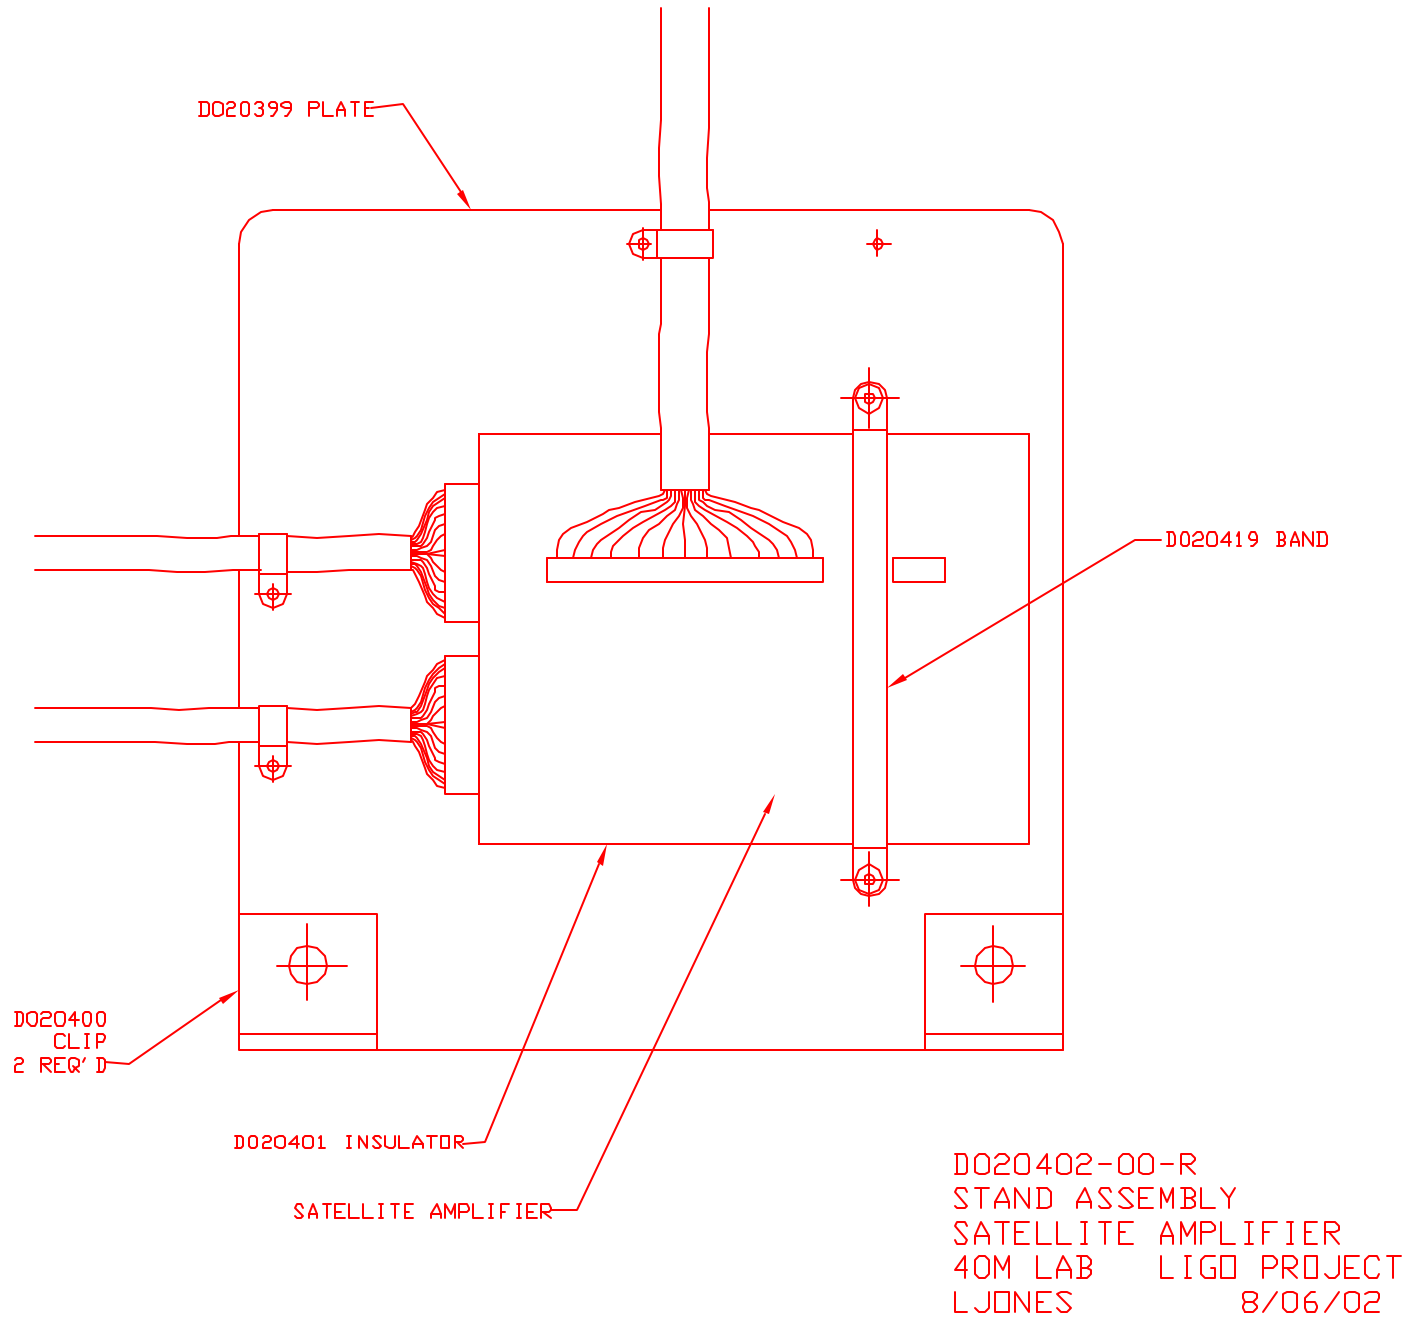 D020399 PLATE
D020419 BAND
D020400
CLIP
2 REQ'D
D020401 INSULATOR
SATELLITE AMPLIFIER
D020402-00-R
STAND ASSEMBLY
SATELLITE AMPLIFIER
40M LAB LIGO PROJECT
LJONES 8/06/02